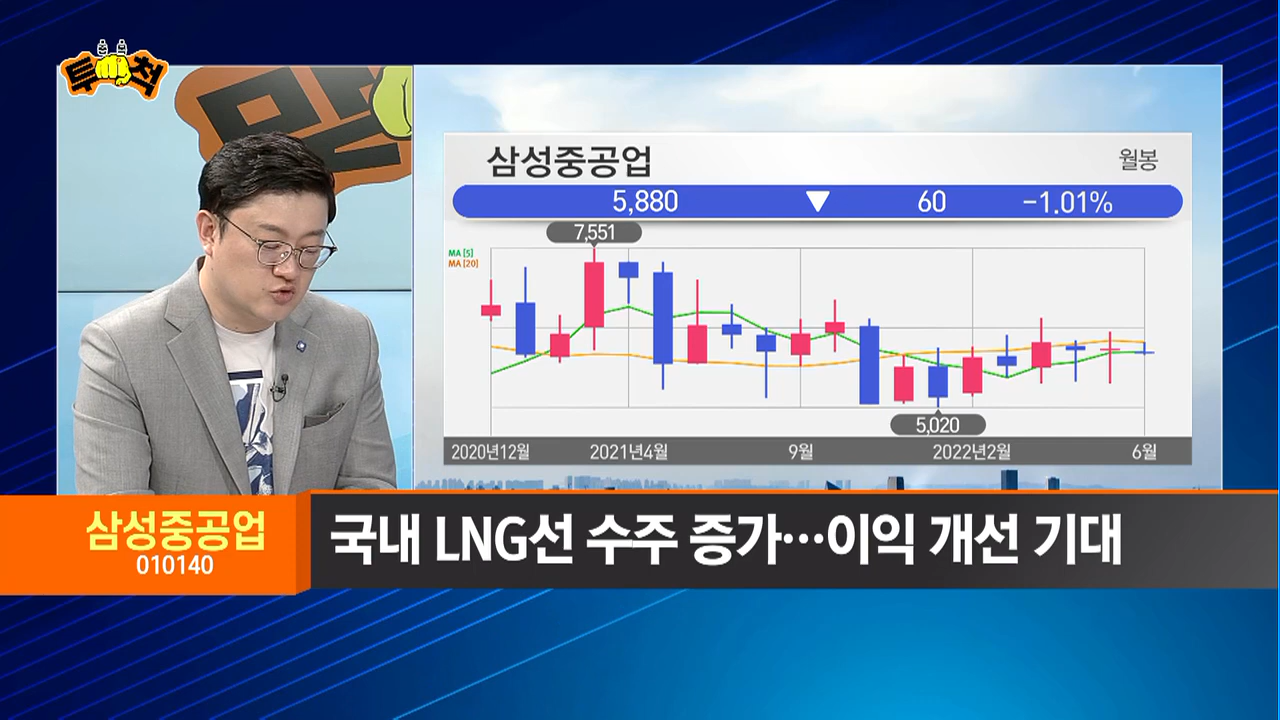 투척
삼성중공업
월봉
5,880 ▼ 60 -1.01%
7,551
MA [5]
MA [20]
5,020
2020년12월 2021년4월 9월 2022년2월 6월
삼성중공업
010140
국내 LNG선 수주 증가…이익 개선 기대